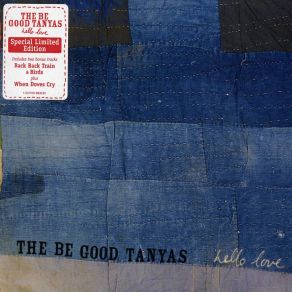 THE BE
GOOD TANYAS
hello love
Special Limited
Edition
Includes two Bonus Tracks
Rock Back Train
& Birds
plus
When Doves Cry
THE BE GOOD TANYAS
hello love